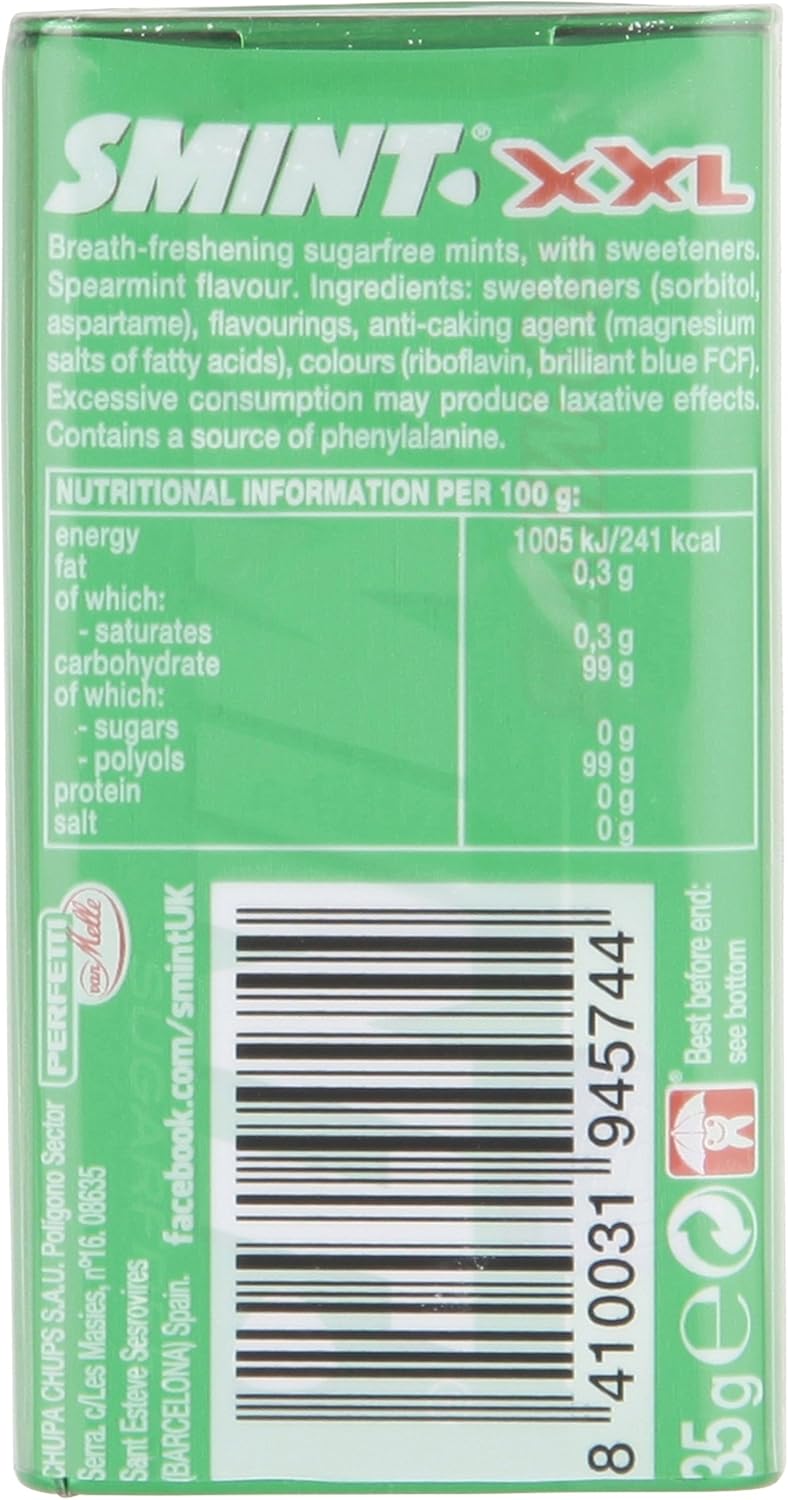 SMINT® XXL
Breath-freshening sugarfree mints, with sweeteners.
Spearmint flavour. Ingredients: sweeteners (sorbitol,
aspartame), flavourings, anti-caking agent (magnesium
salts of fatty acids), colours (riboflavin, brilliant blue FCF).
Excessive consumption may produce laxative effects.
Contains a source of phenylalanine.
NUTRITIONAL INFORMATION PER 100 g:
energy 1005 kJ/241 kcal
fat 0,3 g
of which:
- saturates 0,3 g
carbohydrate 99 g
of which:
- sugars 0 g
- polyols 99 g
protein 0 g
salt 0 g
PERFETTI
van Melle
CHUPA CHUPS S.A.U. Polígono Sector
Serra. c/Les Masies, nº16. 08635
Sant Esteve Sesrovires
(BARCELONA) Spain. facebook.com/smintUK
8 410031 945744
Best before end:
see bottom
35 g e